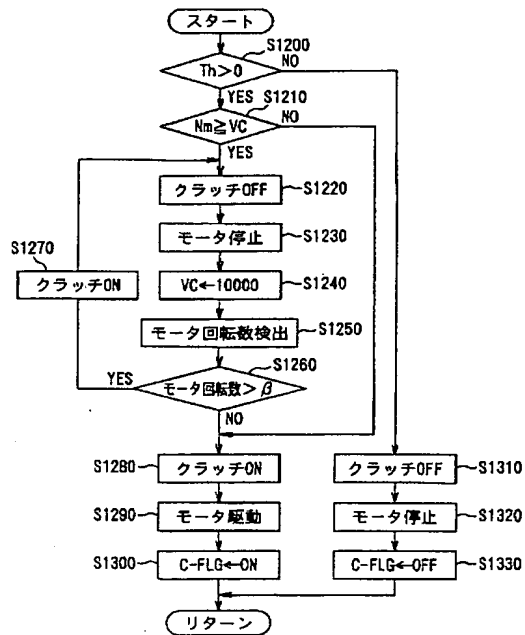 スタート
S1200
Th>0
NO
YES
S1210
Nm≧VC
NO
YES
クラッチOFF
S1220
モータ停止
S1230
S1270
クラッチON
VC←10000
S1240
モータ回転数検出
S1250
S1260
YES
モータ回転数>β
NO
S1280
クラッチON
クラッチOFF
S1310
S1290
モータ駆動
モータ停止
S1320
S1300
C-FLG←ON
C-FLG←OFF
S1330
リターン